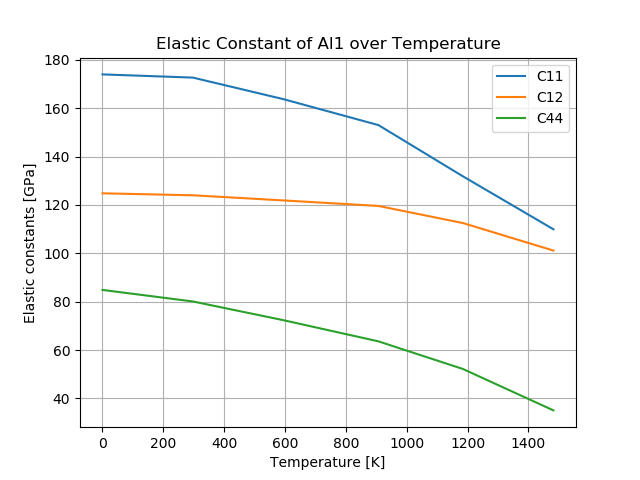 Elastic Constant of Al1 over Temperature
C11
C12
C44
Elastic constants [GPa]
180
160
140
120
100
80
60
40
0 200 400 600 800 1000 1200 1400
Temperature [K]